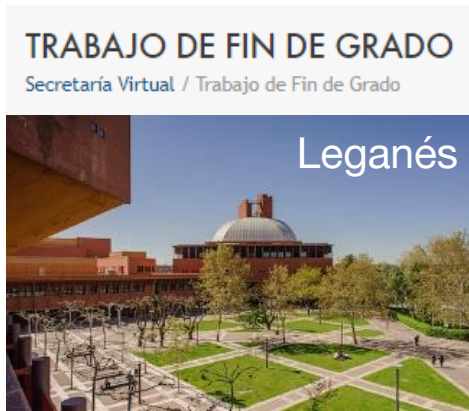 TRABAJO DE FIN DE GRADO
Secretaría Virtual / Trabajo de Fin de Grado
Leganés